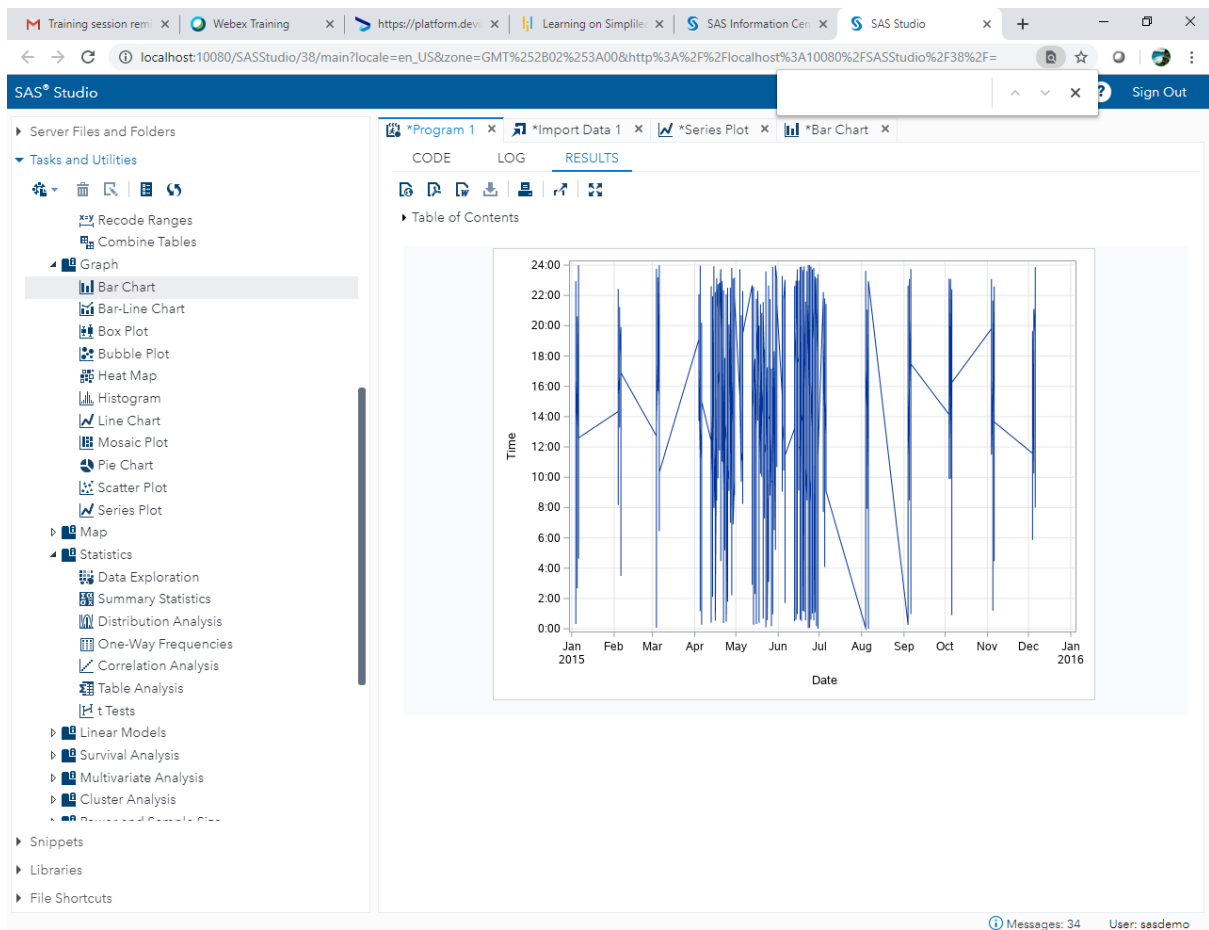 Training session rem
Webex Training
https://platform.devi
Learning on Simplile
SAS Information Cen
SAS Studio
localhost:10080/SASStudio/38/main?locale=en_US&zone=GMT%252B02%253A00&http%3A%2F%2Flocalhost%3A10080%2FSASStudio%2F38%2F=
SAS® Studio
?
Sign Out
Server Files and Folders
Tasks and Utilities
Recode Ranges
Combine Tables
Graph
Bar Chart
Bar-Line Chart
Box Plot
Bubble Plot
Heat Map
Histogram
Line Chart
Mosaic Plot
Pie Chart
Scatter Plot
Series Plot
Map
Statistics
Data Exploration
Summary Statistics
Distribution Analysis
One-Way Frequencies
Correlation Analysis
Table Analysis
t Tests
Linear Models
Survival Analysis
Multivariate Analysis
Cluster Analysis
Power and Sample Size
Snippets
Libraries
File Shortcuts
*Program 1
*Import Data 1
*Series Plot
*Bar Chart
CODE LOG RESULTS
Table of Contents
24:00
22:00
20:00
18:00
16:00
14:00
12:00
10:00
8:00
6:00
4:00
2:00
0:00
Time
Jan Feb Mar Apr May Jun Jul Aug Sep Oct Nov Dec Jan
2015 2016
Date
Messages: 34
User: sasdemo